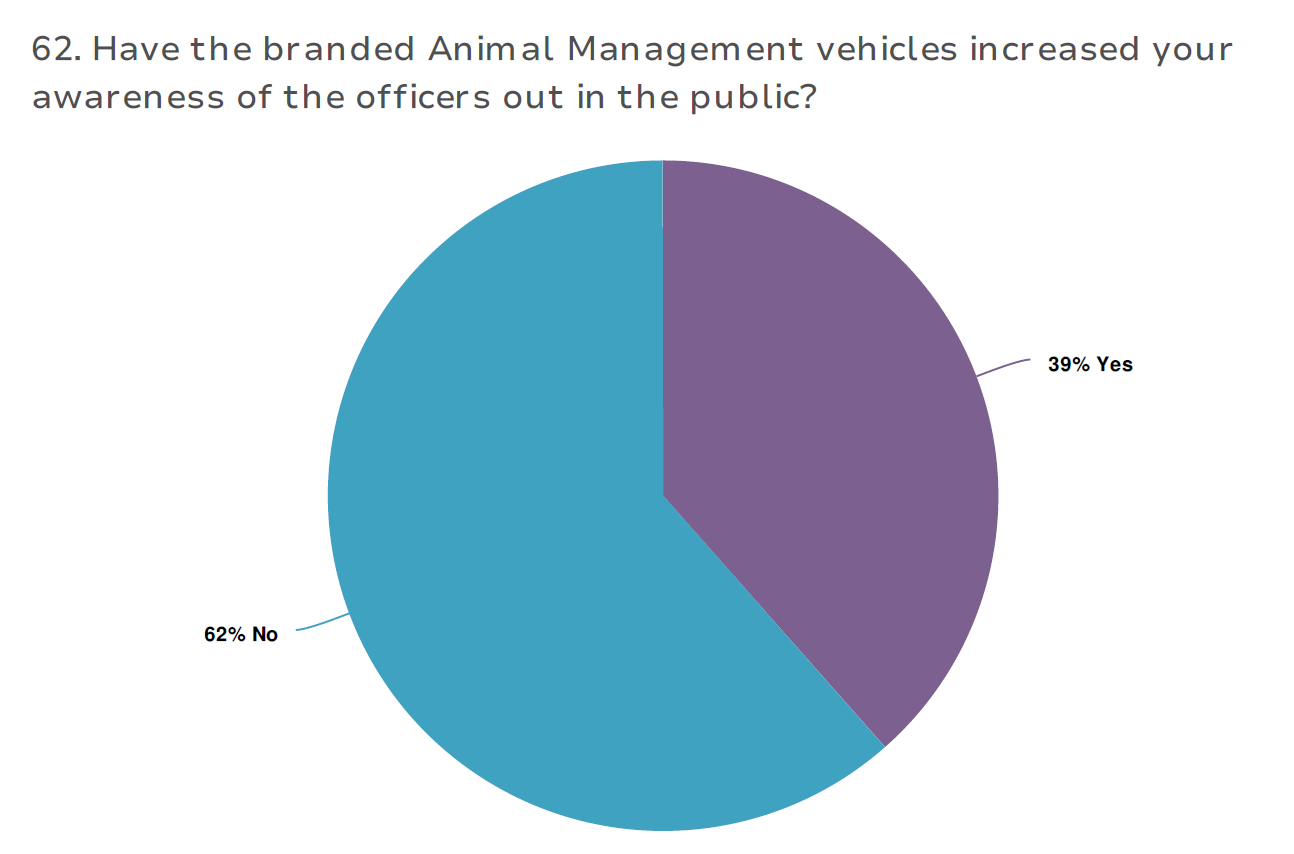 62. Have the branded Animal Management vehicles increased your
awareness of the officers out in the public?
39% Yes
62% No